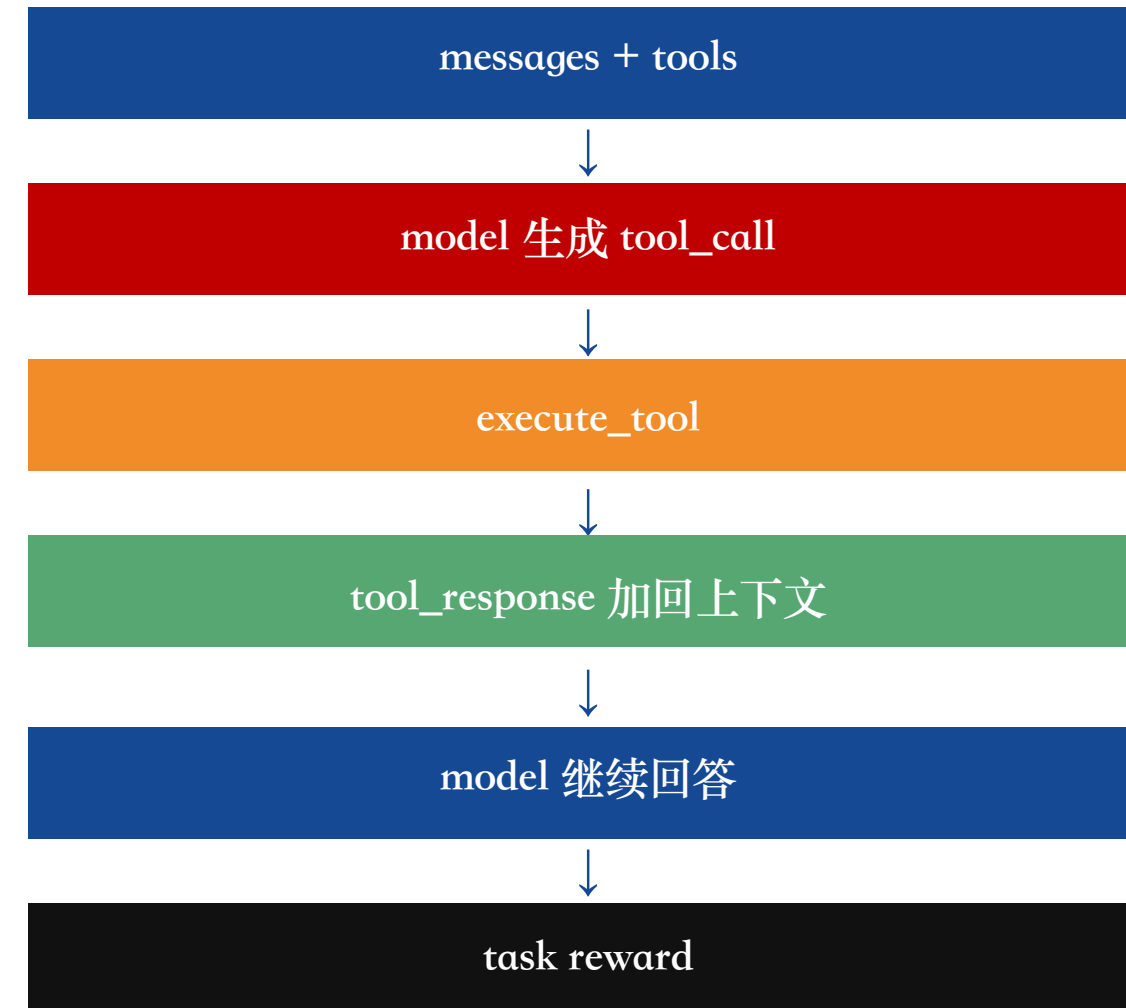 messages + tools
↓
model 生成 tool_call
↓
execute_tool
↓
tool_response 加回上下文
↓
model 继续回答
↓
task reward